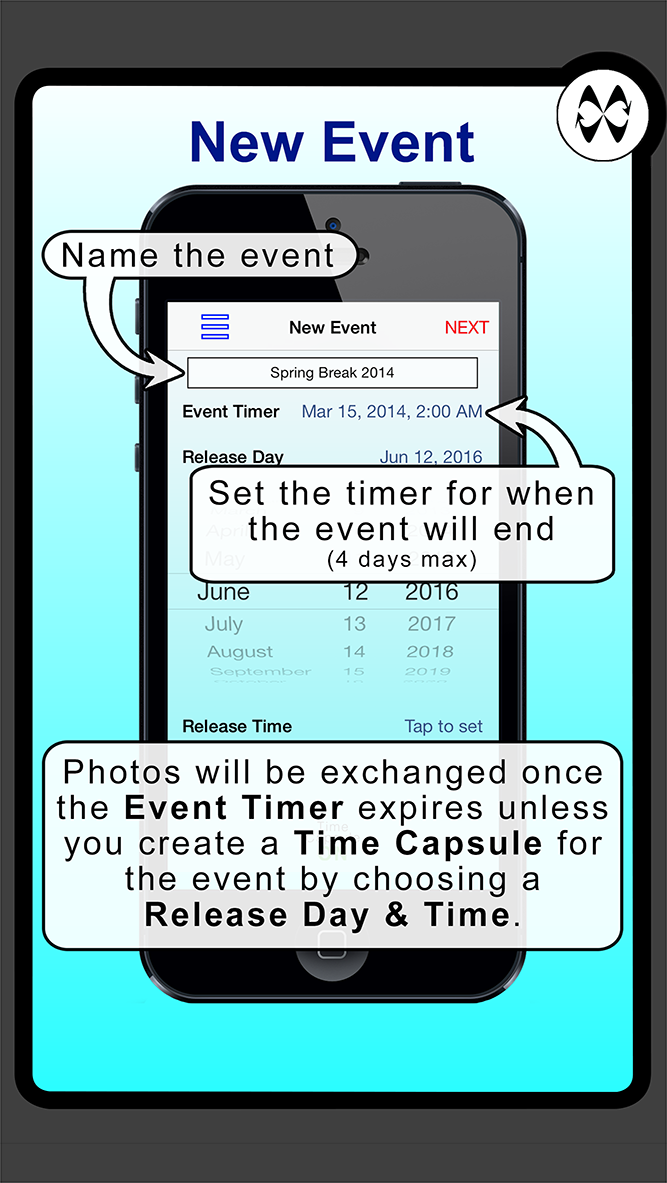 New Event
Name the event
New Event
NEXT
Spring Break 2014
Event Timer
Mar 15, 2014, 2:00 AM
Release Day
Jun 12, 2016
Set the timer for when
the event will end
(4 days max)
April
May
June 12 2016
July 13 2017
August 14 2018
September 15 2019
Release Time
Tap to set
Photos will be exchanged once
the Event Timer expires unless
you create a Time Capsule for
the event by choosing a
Release Day & Time.